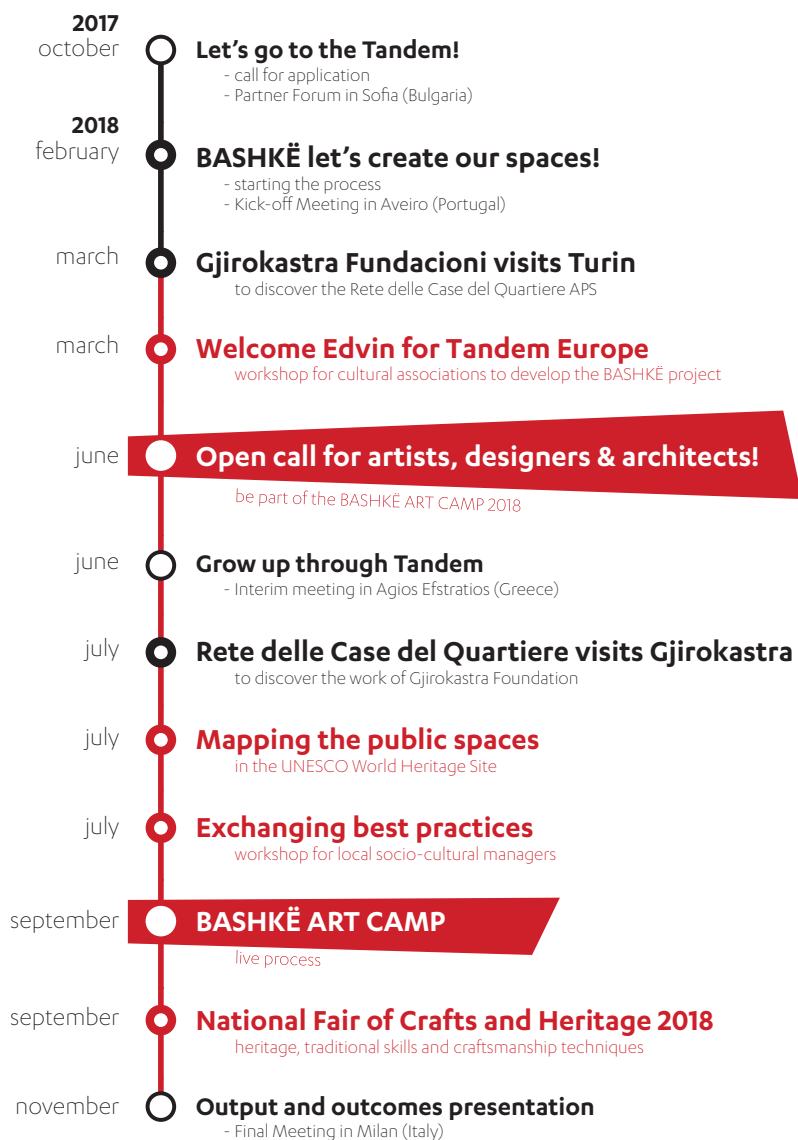 2017
october
Let's go to the Tandem!
- call for application
- Partner Forum in Sofia (Bulgaria)
2018
february
BASHKË let's create our spaces!
- starting the process
- Kick-off Meeting in Aveiro (Portugal)
march
Gjirokastra Fundacioni visits Turin
to discover the Rete delle Case del Quartiere APS
march
Welcome Edvin for Tandem Europe
workshop for cultural associations to develop the BASHKË project
june
Open call for artists, designers & architects!
be part of the BASHKË ART CAMP 2018
june
Grow up through Tandem
- Interim meeting in Agios Efstratios (Greece)
july
Rete delle Case del Quartiere visits Gjirokastra
to discover the work of Gjirokastra Foundation
july
Mapping the public spaces
in the UNESCO World Heritage Site
july
Exchanging best practices
workshop for local socio-cultural managers
september
BASHKË ART CAMP
live process
september
National Fair of Crafts and Heritage 2018
heritage, traditional skills and craftsmanship techniques
november
Output and outcomes presentation
- Final Meeting in Milan (Italy)